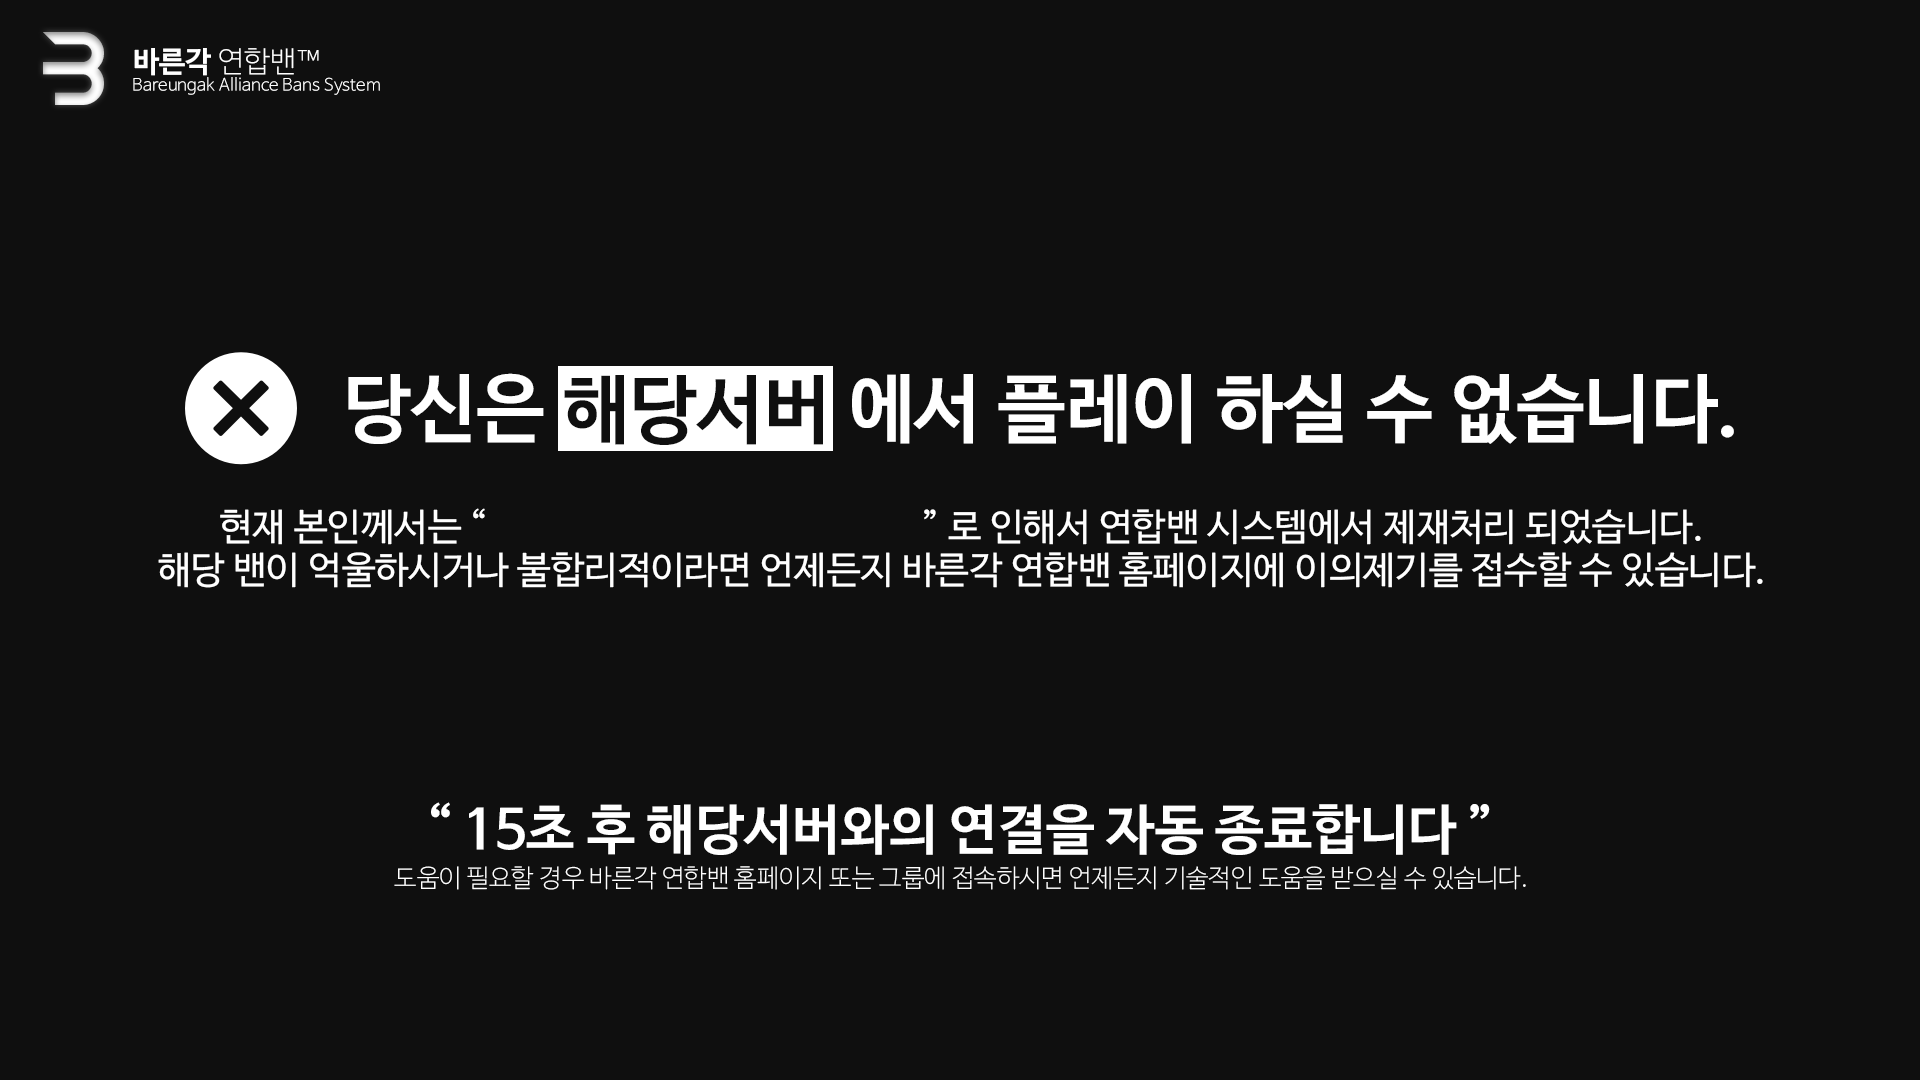 바른각 연합밴™
Bareungak Alliance Bans System
당신은 해당서버 에서 플레이 하실 수 없습니다.
현재 본인께서는 “ ” 로 인해서 연합밴 시스템에서 제재처리 되었습니다.
해당 밴이 억울하시거나 불합리적이라면 언제든지 바른각 연합밴 홈페이지에 이의제기를 접수할 수 있습니다.
“ 15초 후 해당서버와의 연결을 자동 종료합니다 ”
도움이 필요할 경우 바른각 연합밴 홈페이지 또는 그룹에 접속하시면 언제든지 기술적인 도움을 받으실 수 있습니다.